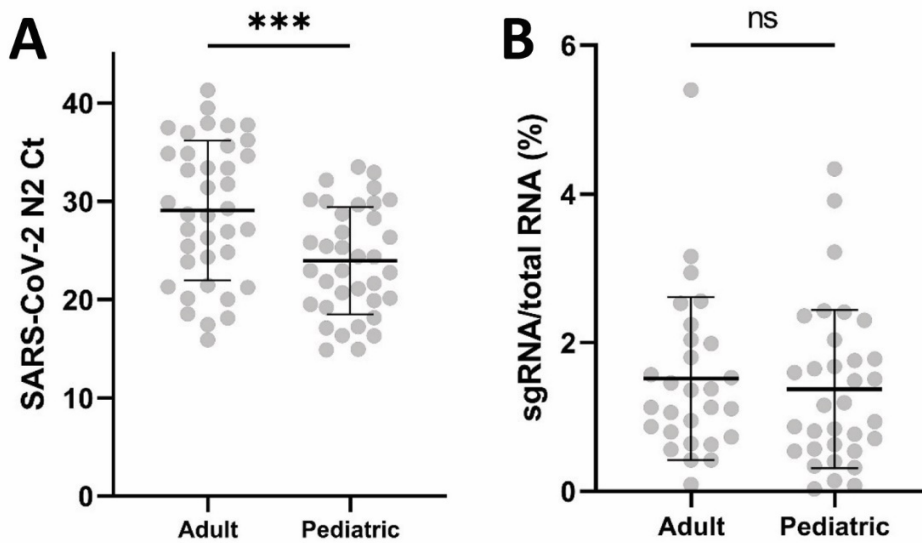 A
***
SARS-CoV-2 N2 Ct
40
30
20
10
0
Adult Pediatric
B
ns
sgRNA/total RNA (%)
6
4
2
0
Adult Pediatric